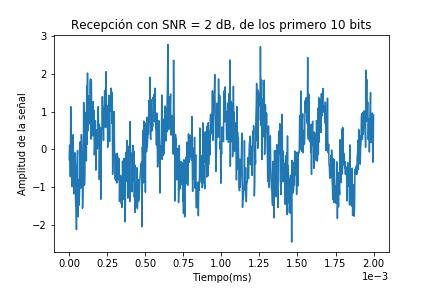 Recepción con SNR = 2 dB, de los primero 10 bits
Amplitud de la señal
3
2
1
0
−1
−2
0.00 0.25 0.50 0.75 1.00 1.25 1.50 1.75 2.00
1e−3
Tiempo(ms)